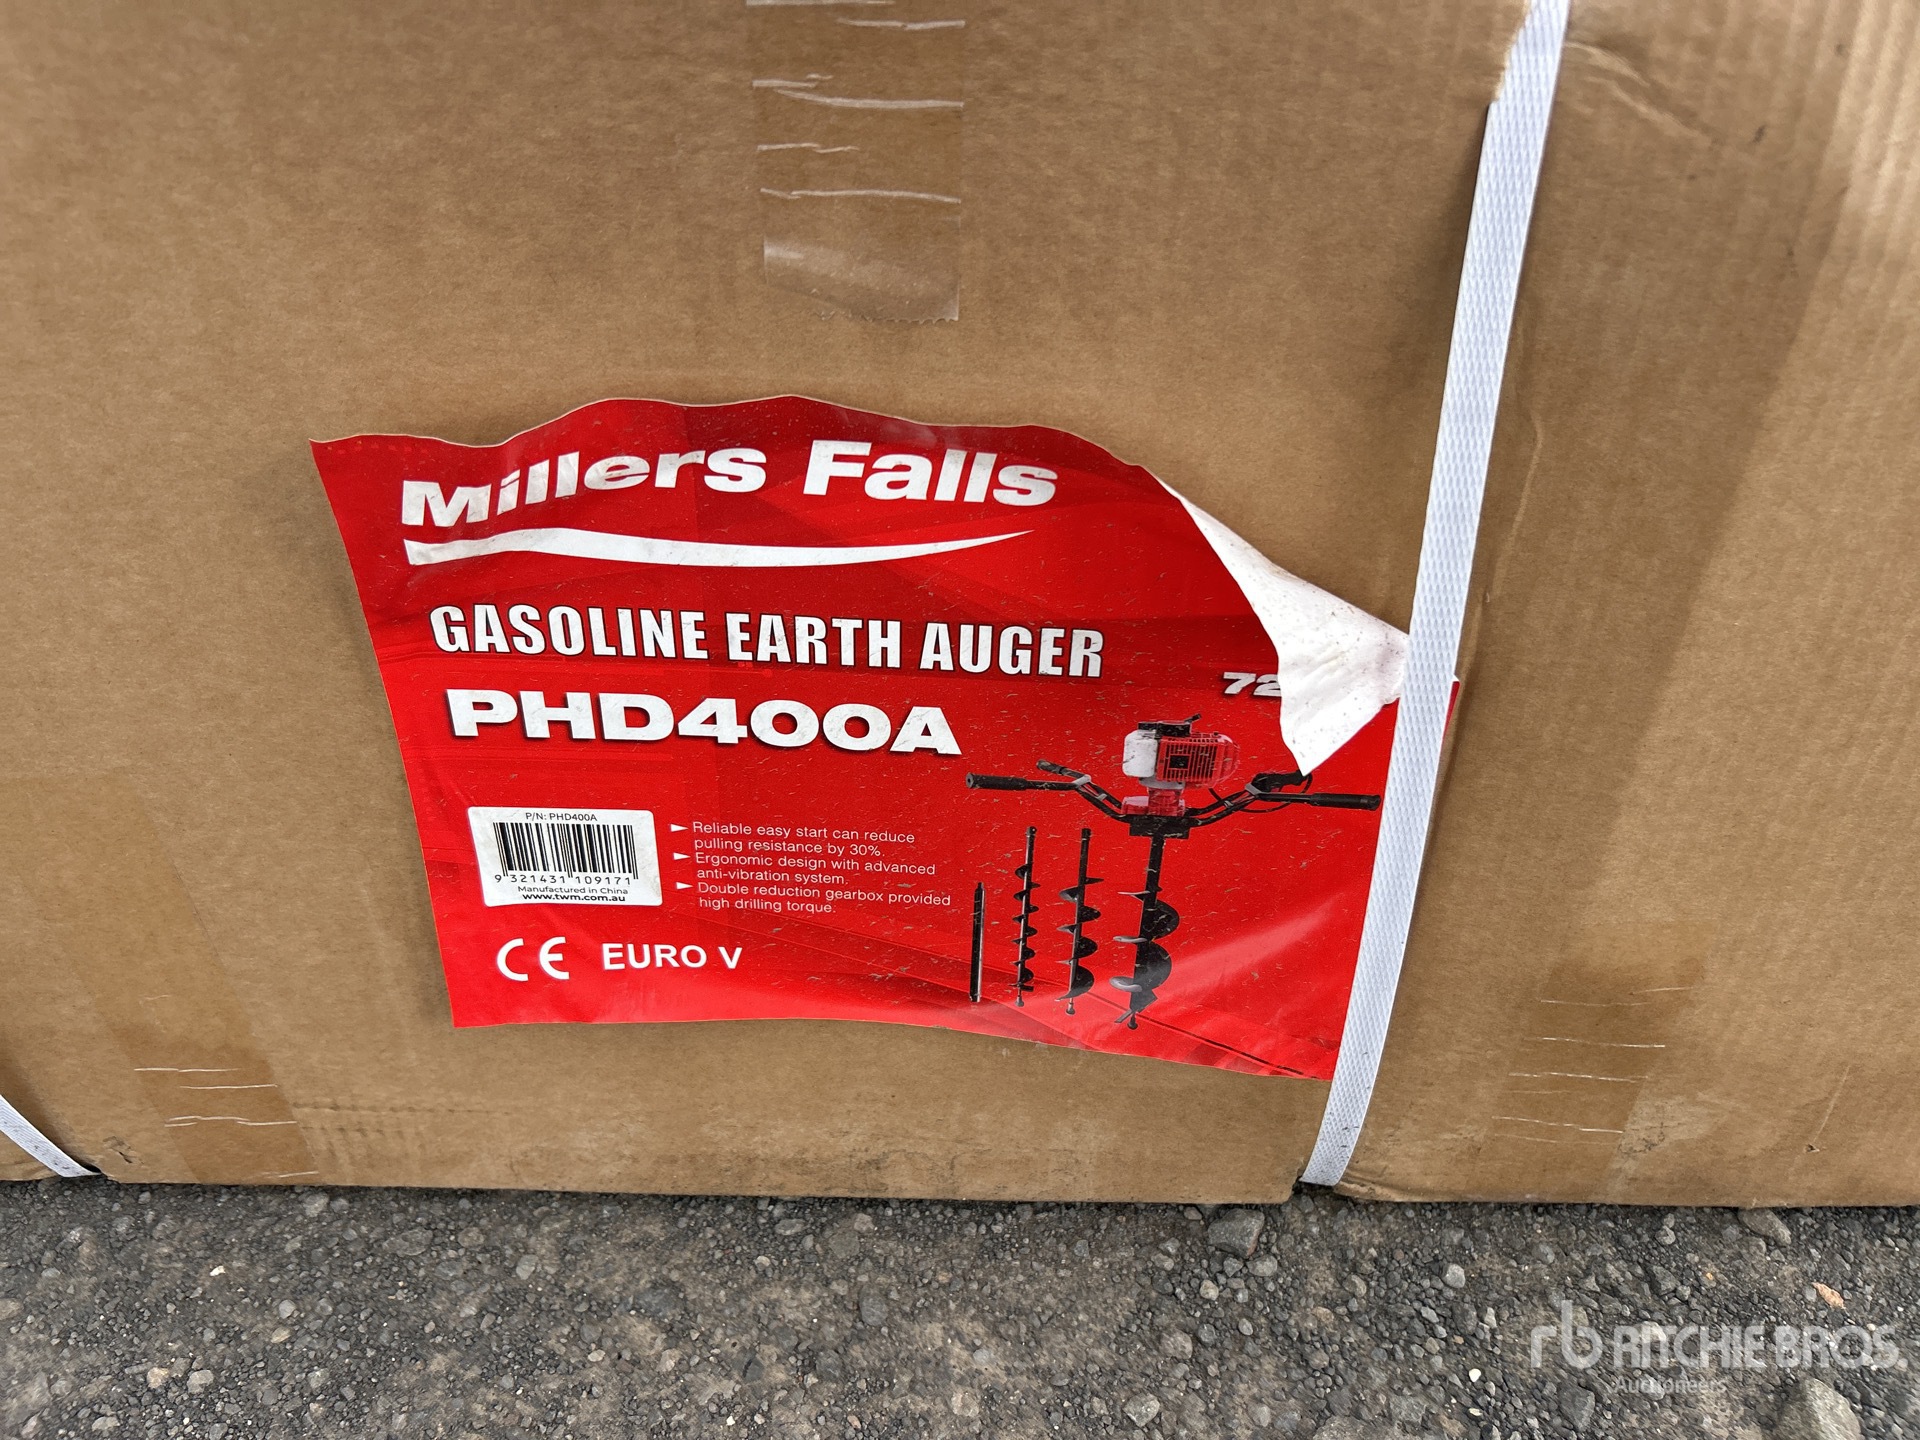 Millers Falls
GASOLINE EARTH AUGER
PHD400A
72
P/N: PHD400A
9 321431 109171
Manufactured in China
www.twm.com.au
Reliable easy start can reduce
pulling resistance by 30%.
Ergonomic design with advanced
anti-vibration system.
Double reduction gearbox provided
high drilling torque.
CE EURO V
rb RITCHIE BROS.
Auctioneers